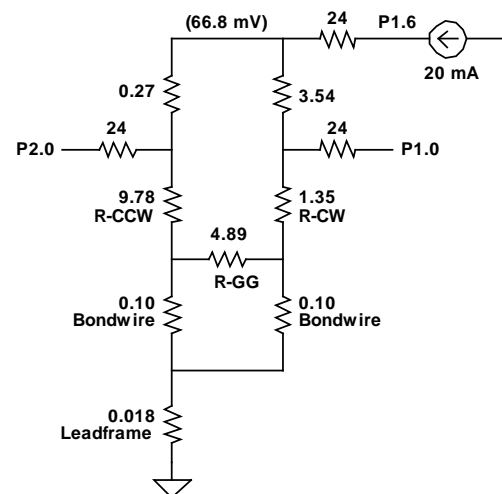 (66.8 mV)
24
P1.6
20 mA
0.27
3.54
24
24
P2.0
P1.0
9.78
R-CCW
1.35
R-CW
4.89
R-GG
0.10
Bondwire
0.10
Bondwire
0.018
Leadframe